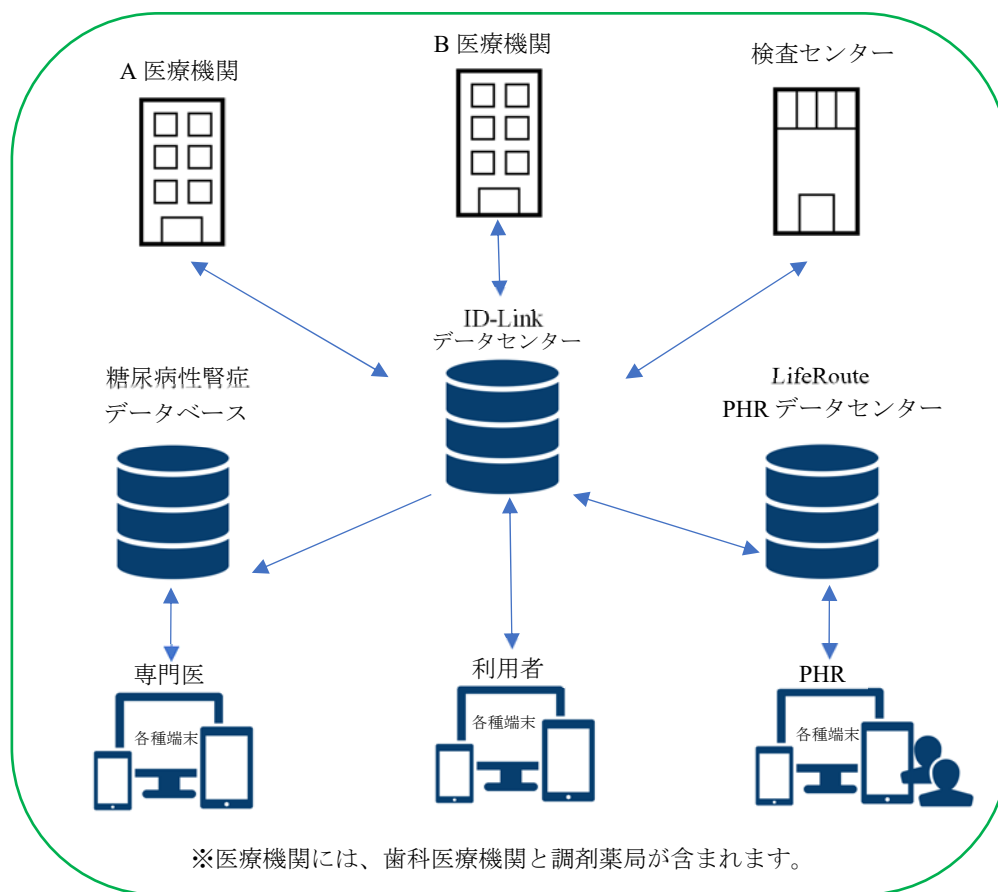 A 医療機関
B 医療機関
検査センター
ID-Link
データセンター
糖尿病性腎症
データベース
LifeRoute
PHR データセンター
専門医
各種端末
利用者
各種端末
PHR
各種端末
※医療機関には、歯科医療機関と調剤薬局が含まれます。